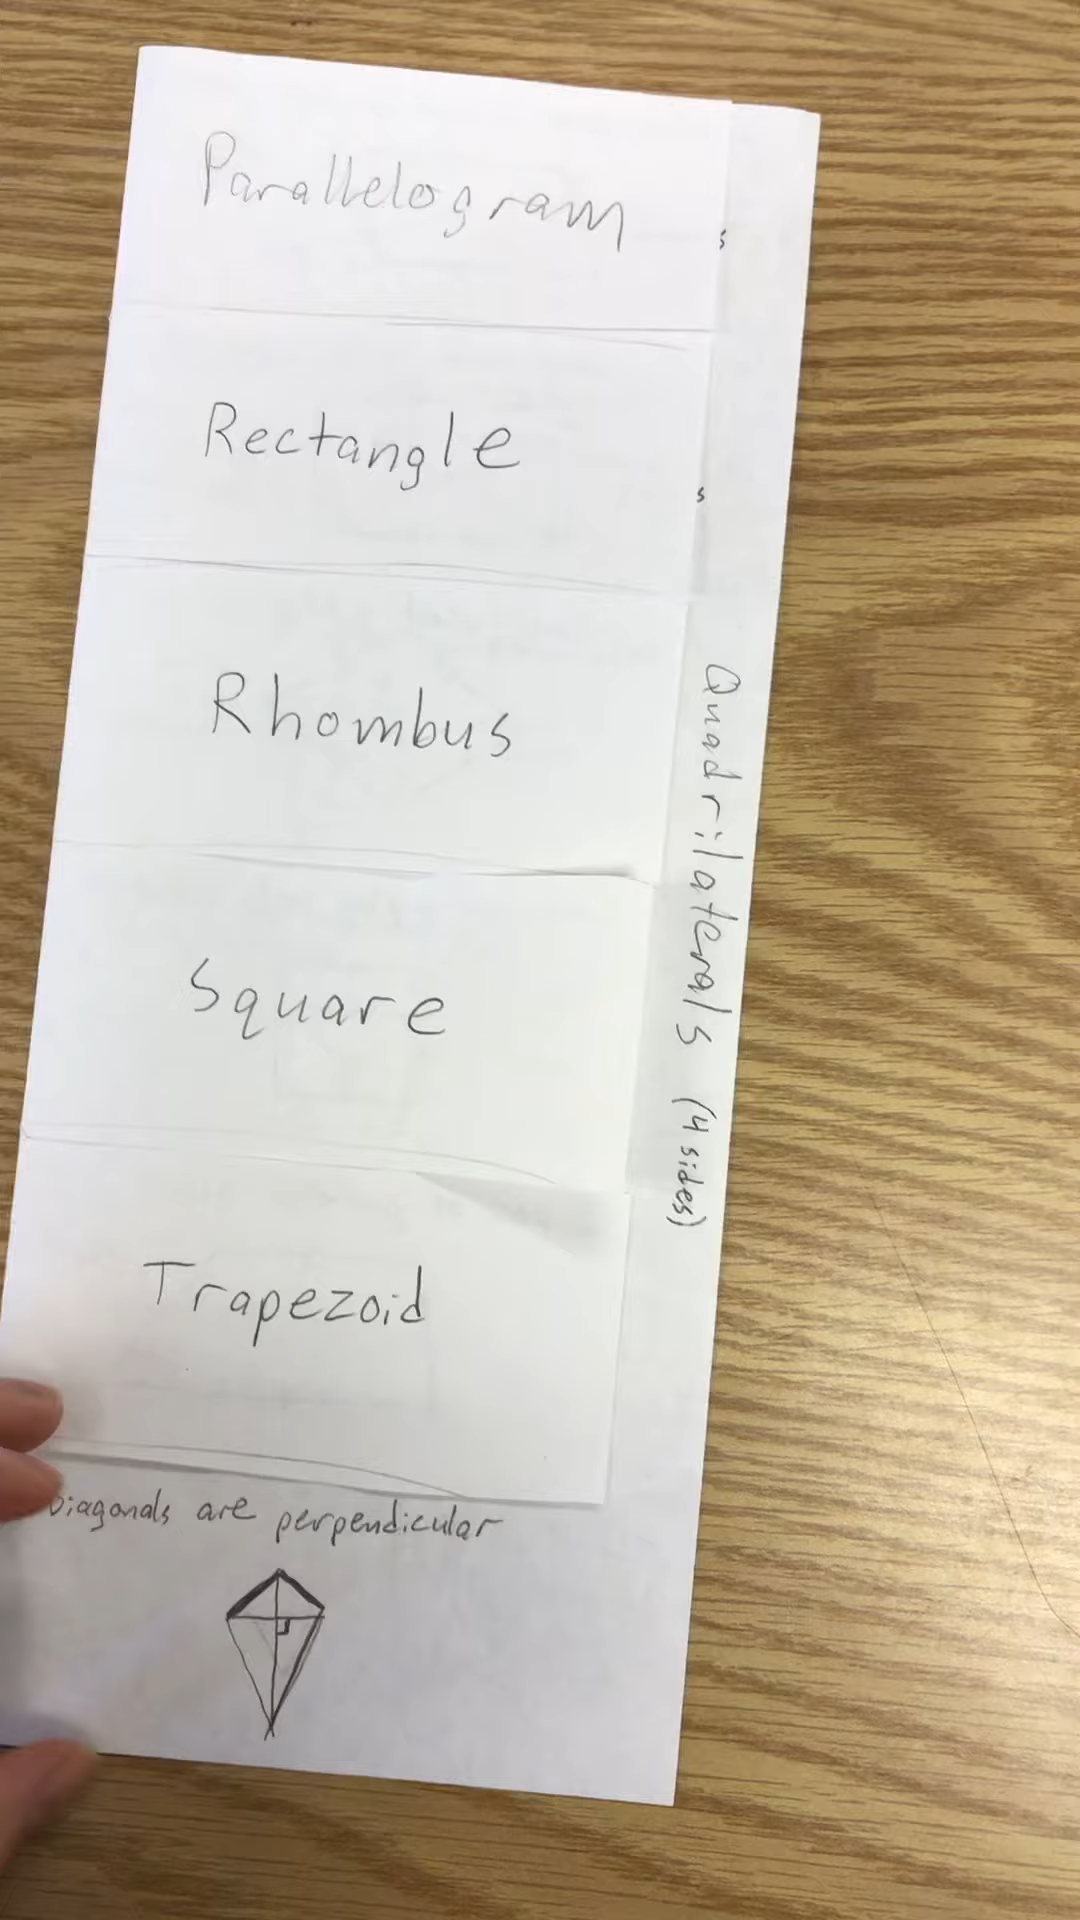 Parallelogram
s
Rectangle
s
Rhombus
Square
Trapezoid
Quadrilaterals (4 sides)
Diagonals are perpendicular